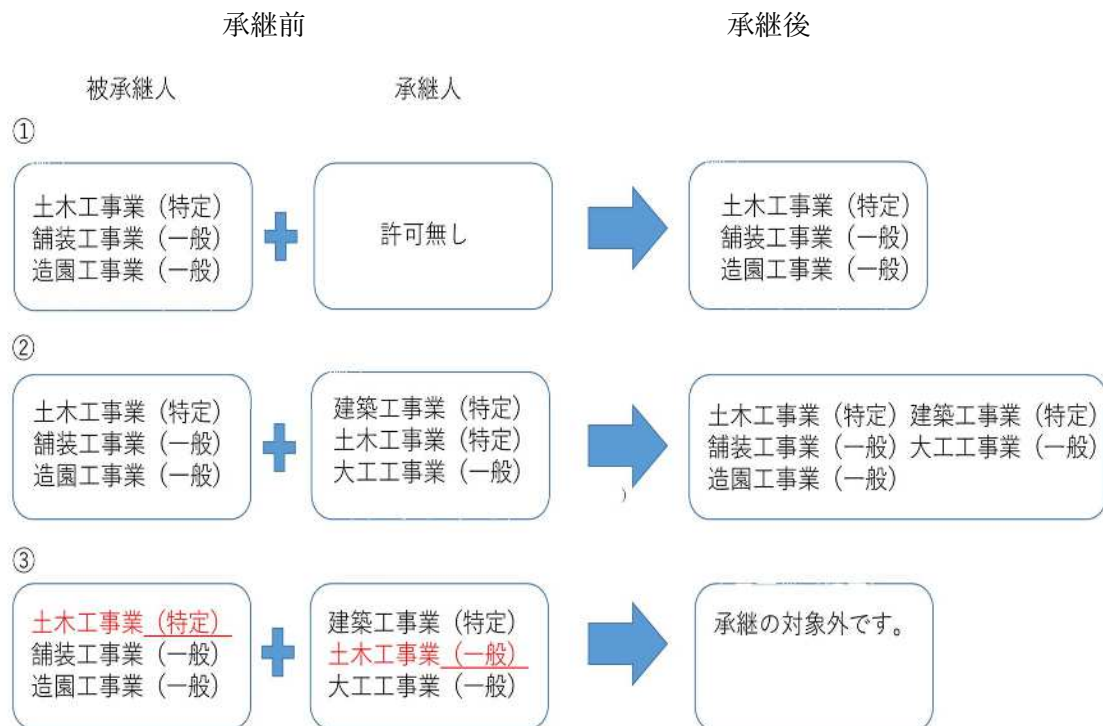 承継前
承継後
被承継人
承継人
①
土木工事業（特定）
舗装工事業（一般）
造園工事業（一般）
許可無し
土木工事業（特定）
舗装工事業（一般）
造園工事業（一般）
②
土木工事業（特定）
舗装工事業（一般）
造園工事業（一般）
建築工事業（特定）
土木工事業（特定）
大工工事業（一般）
土木工事業（特定）建築工事業（特定）
舗装工事業（一般）大工工事業（一般）
造園工事業（一般）
）
③
土木工事業（特定）
舗装工事業（一般）
造園工事業（一般）
建築工事業（特定）
土木工事業（一般）
大工工事業（一般）
承継の対象外です。